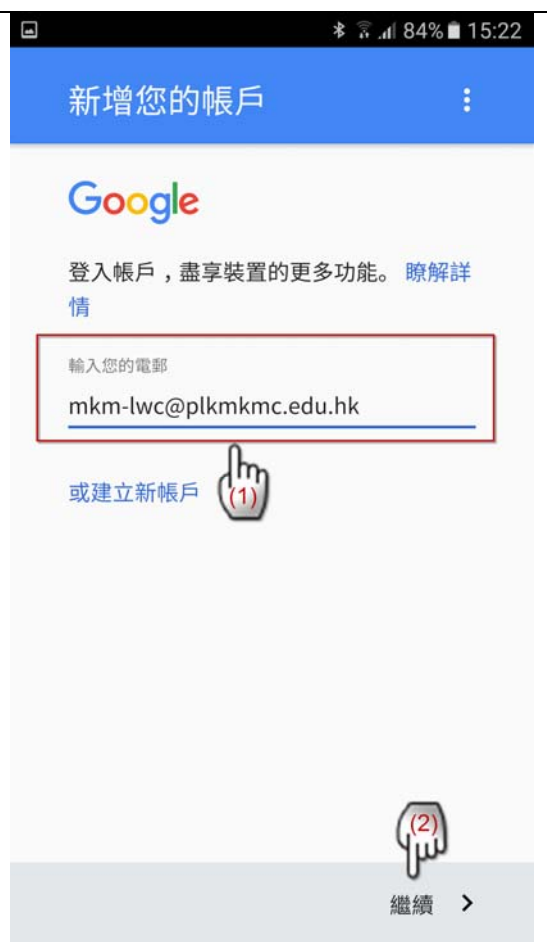 84% 15:22
新增您的帳戶
Google
登入帳戶，盡享裝置的更多功能。 瞭解詳
情
輸入您的電郵
mkm-lwc@plkmkmc.edu.hk
或建立新帳戶
(1)
(2)
繼續